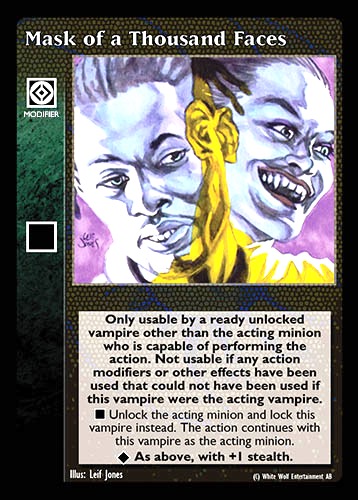 Mask of a Thousand Faces
MODIFIER
LEIF
JONES
Only usable by a ready unlocked
vampire other than the acting minion
who is capable of performing the
action. Not usable if any action
modifiers or other effects have been
used that could not have been used if
this vampire were the acting vampire.
Unlock the acting minion and lock this
vampire instead. The action continues with
this vampire as the acting minion.
As above, with +1 stealth.
Illus: Leif Jones
(C) White Wolf Entertainment AB